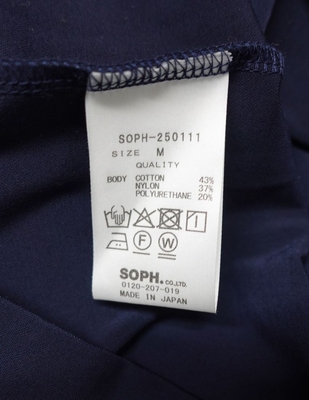 SOPH-250111
SIZE M
QUALITY
BODY COTTON 43%
NYLON 37%
POLYURETHANE 20%
F W
SOPH.CO.,LTD.
0120-207-019
MADE IN JAPAN